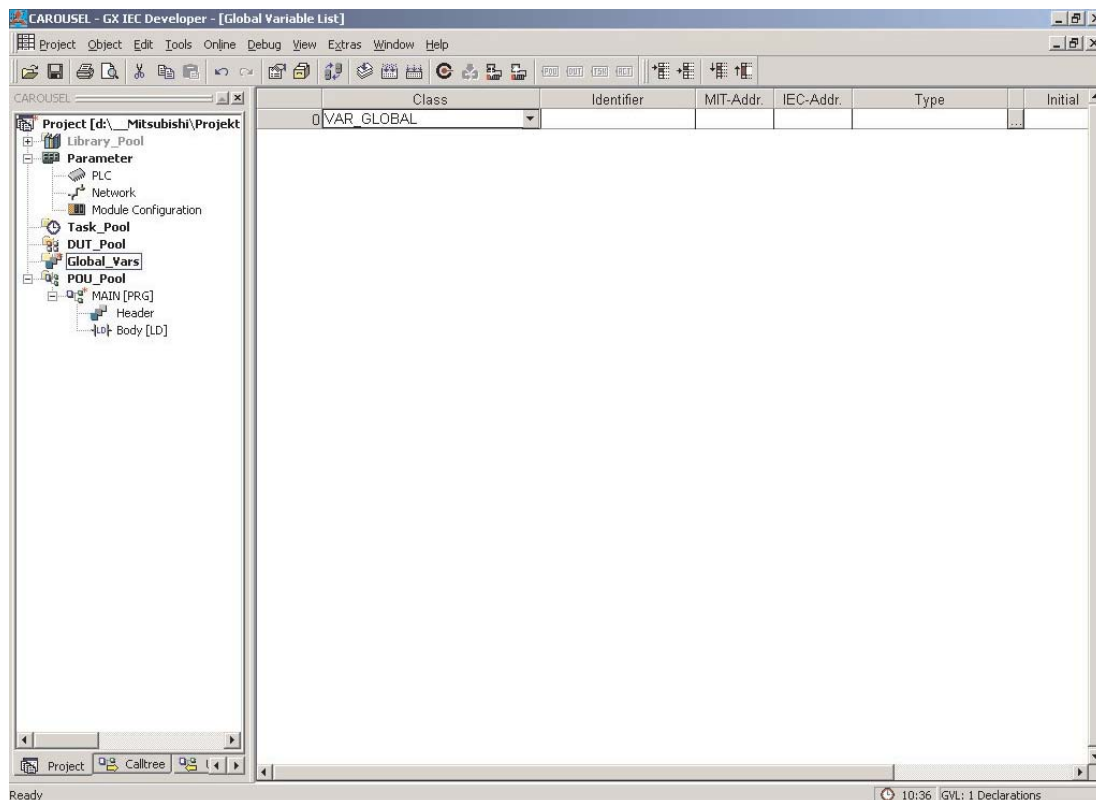 CAROUSEL - GX IEC Developer - [Global Variable List]
Project Object Edit Tools Online Debug View Extras Window Help
CAROUSEL
Project [d:\__Mitsubishi\Projekt
Library_Pool
Parameter
PLC
Network
Module Configuration
Task_Pool
DUT_Pool
Global_Vars
POU_Pool
MAIN [PRG]
Header
Body [LD]
Project Calltree
Class Identifier MIT-Addr. IEC-Addr. Type Initial
0 VAR_GLOBAL ...
Ready 10:36 GVL: 1 Declarations